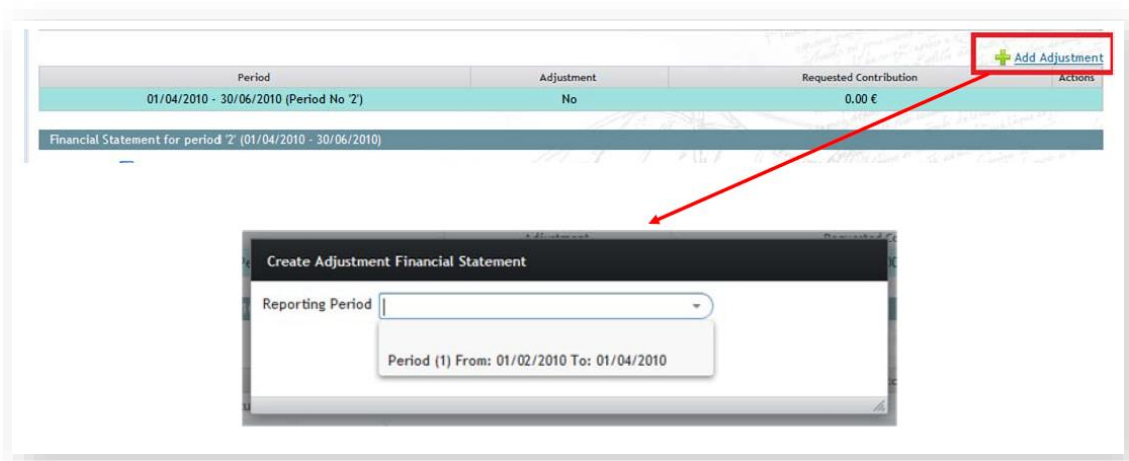 Add Adjustment
Period Adjustment Requested Contribution Actions
01/04/2010 - 30/06/2010 (Period No '2') No 0.00 €
Financial Statement for period '2' (01/04/2010 - 30/06/2010)
Create Adjustment Financial Statement
Reporting Period
Period (1) From: 01/02/2010 To: 01/04/2010